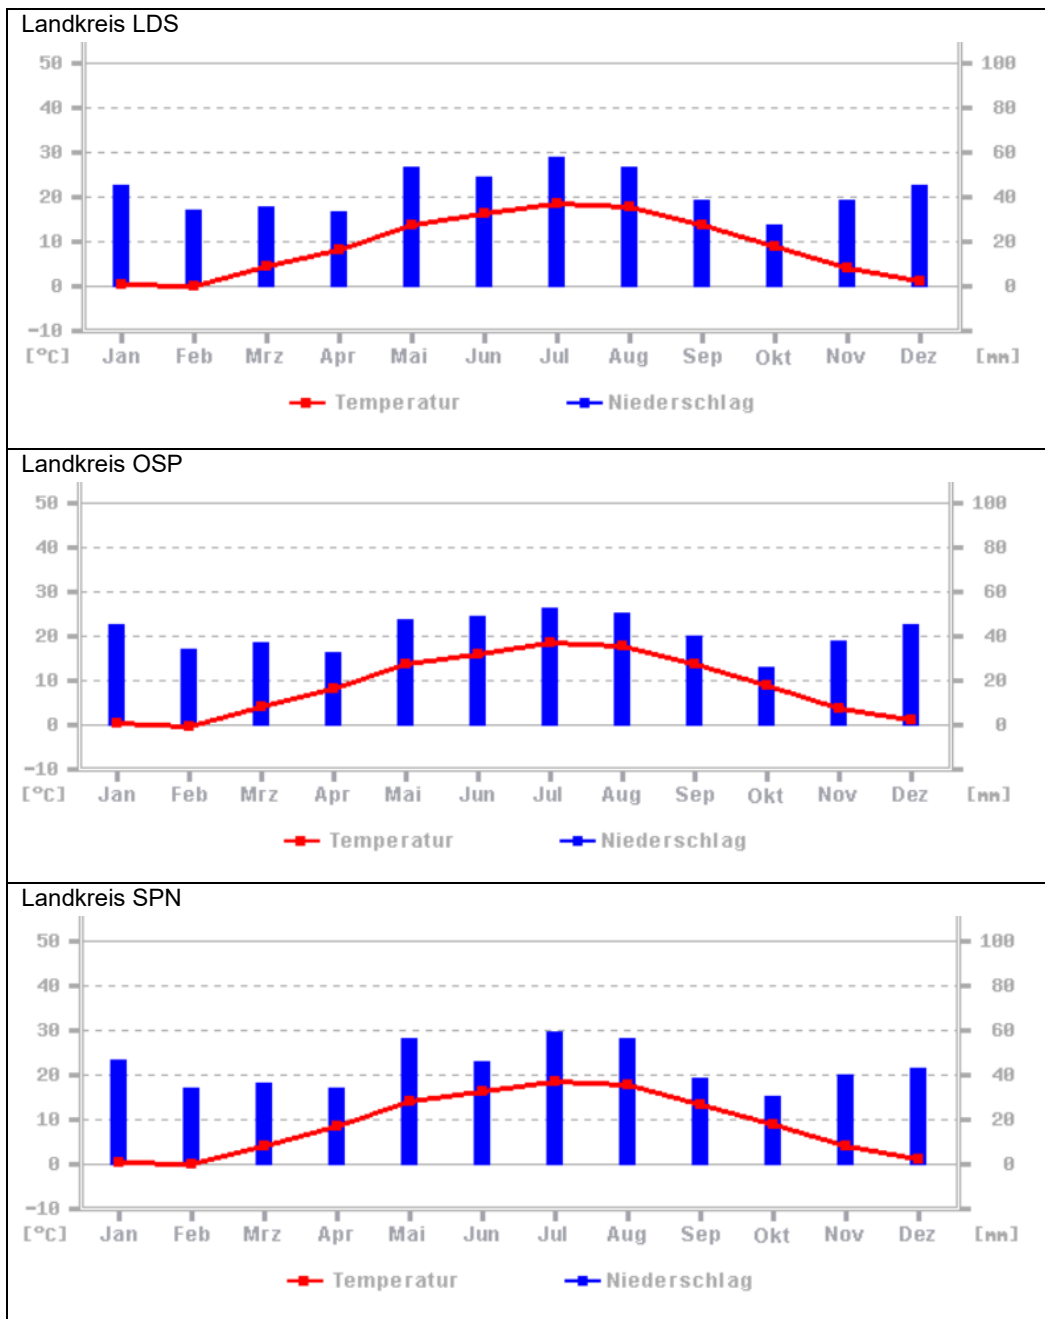 Landkreis LDS
50 100
40 80
30 60
20 40
10 20
0 0
-10
[°C] Jan Feb Mrz Apr Mai Jun Jul Aug Sep Okt Nov Dez [mm]
Temperatur Niederschlag
Landkreis OSP
50 100
40 80
30 60
20 40
10 20
0 0
-10
[°C] Jan Feb Mrz Apr Mai Jun Jul Aug Sep Okt Nov Dez [mm]
Temperatur Niederschlag
Landkreis SPN
50 100
40 80
30 60
20 40
10 20
0 0
-10
[°C] Jan Feb Mrz Apr Mai Jun Jul Aug Sep Okt Nov Dez [mm]
Temperatur Niederschlag